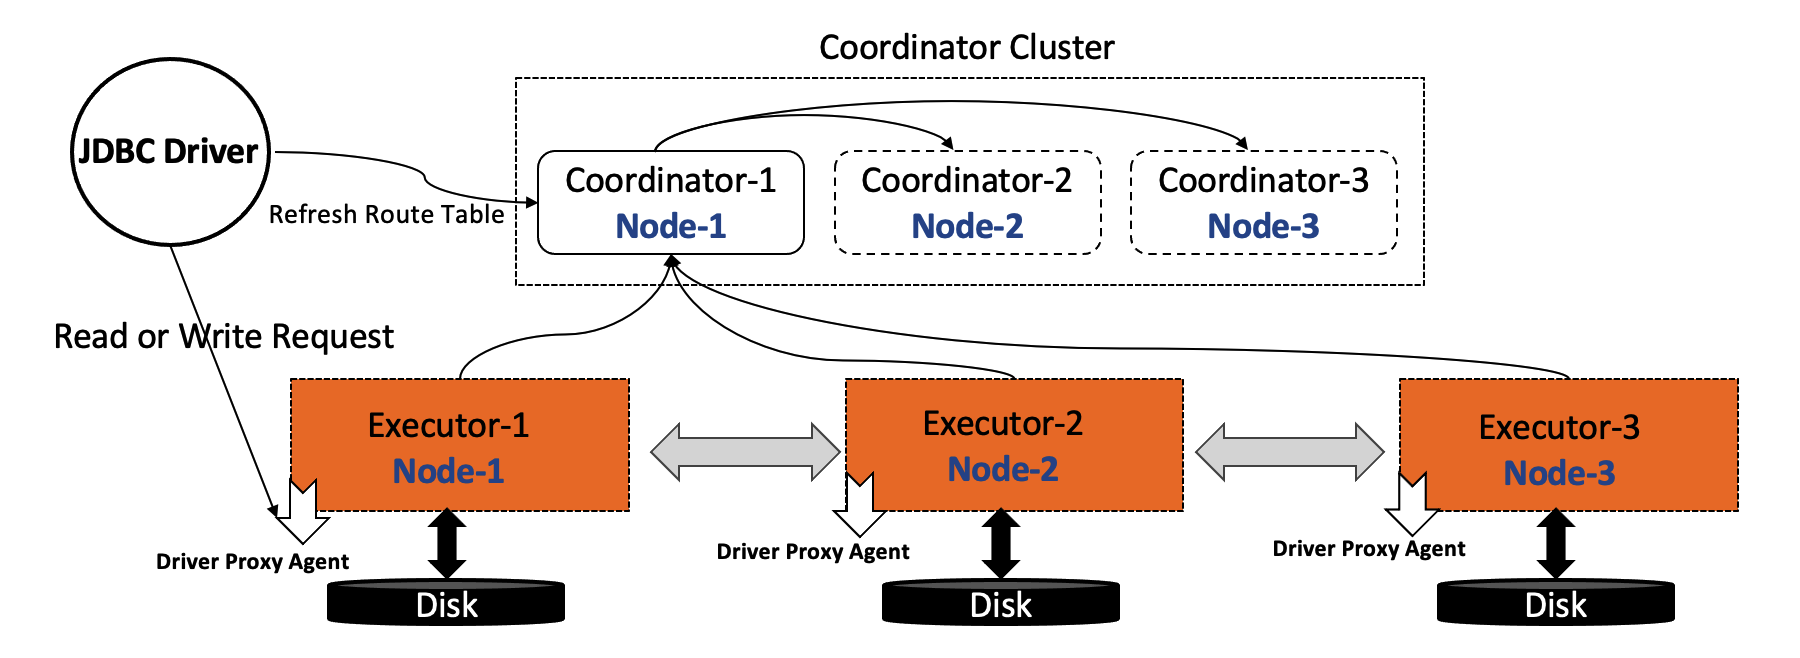 Coordinator Cluster
JDBC Driver
Refresh Route Table
Coordinator-1
Node-1
Coordinator-2
Node-2
Coordinator-3
Node-3
Read or Write Request
Executor-1
Node-1
Executor-2
Node-2
Executor-3
Node-3
Driver Proxy Agent
Driver Proxy Agent
Driver Proxy Agent
Disk
Disk
Disk